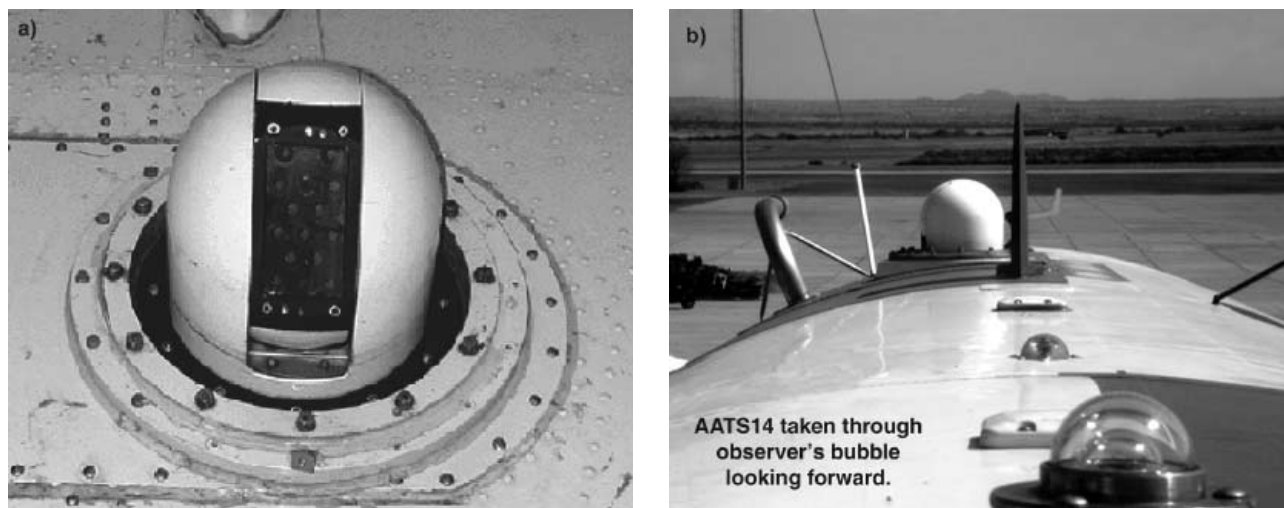 a)
b)
AATS14 taken through
observer's bubble
looking forward.